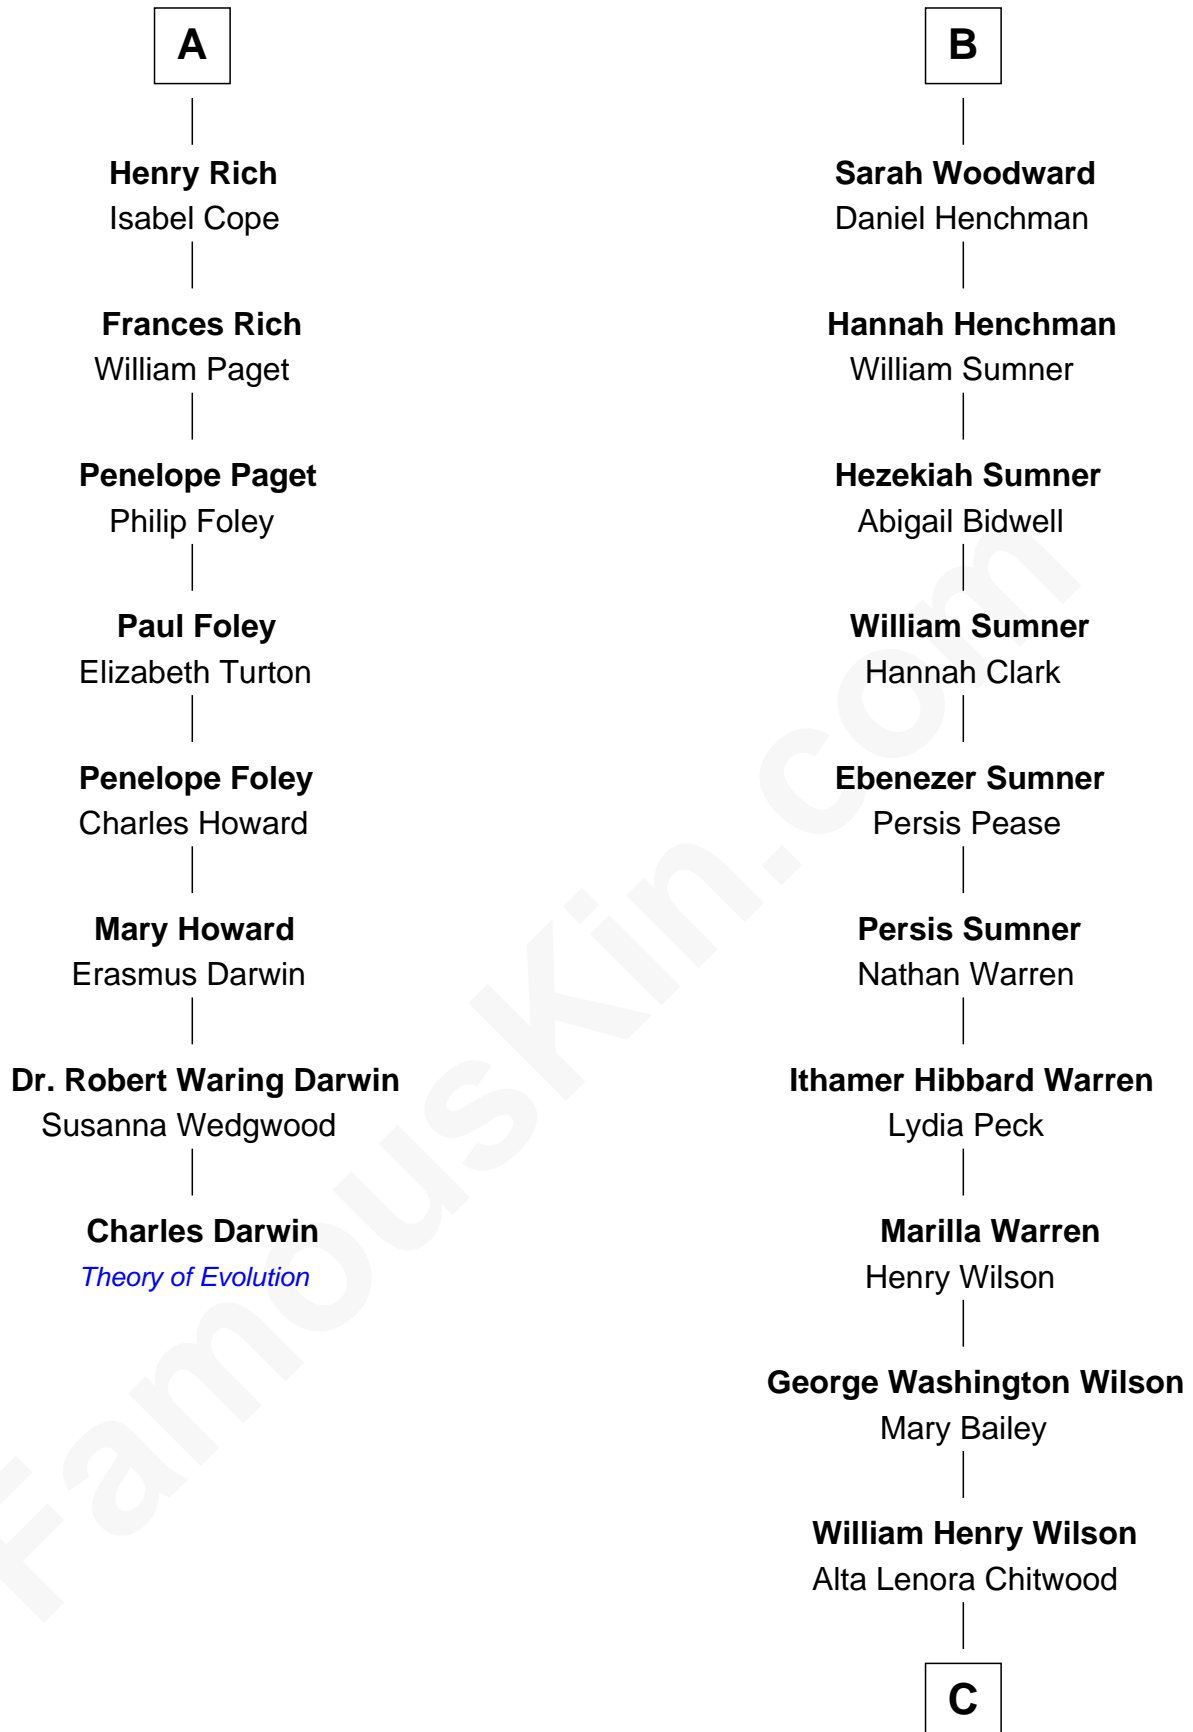 A
Henry Rich
Isabel Cope
Frances Rich
William Paget
Penelope Paget
Philip Foley
Paul Foley
Elizabeth Turton
Penelope Foley
Charles Howard
Mary Howard
Erasmus Darwin
Dr. Robert Waring Darwin
Susanna Wedgwood
Charles Darwin
Theory of Evolution
B
Sarah Woodward
Daniel Henchman
Hannah Henchman
William Sumner
Hezekiah Sumner
Abigail Bidwell
William Sumner
Hannah Clark
Ebenezer Sumner
Persis Pease
Persis Sumner
Nathan Warren
Ithamer Hibbard Warren
Lydia Peck
Marilla Warren
Henry Wilson
George Washington Wilson
Mary Bailey
William Henry Wilson
Alta Lenora Chitwood
C
FamousKin.com